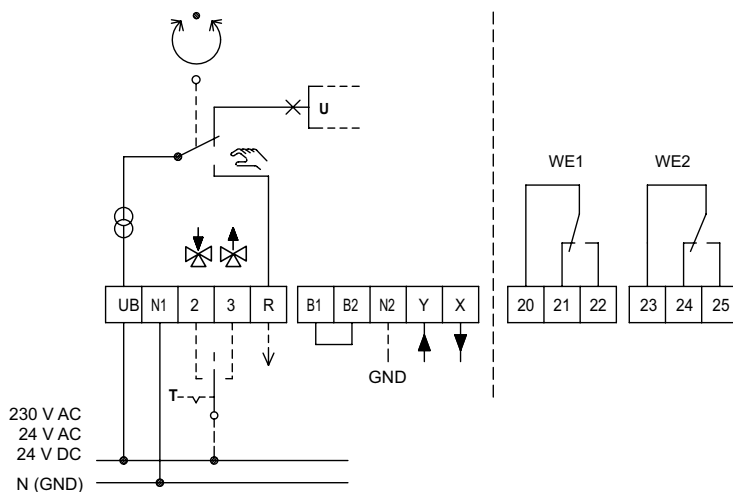 U
WE1 WE2
UB N1 2 3 R B1 B2 N2 Y X 20 21 22 23 24 25
GND
T
230 V AC
24 V AC
24 V DC
N (GND)